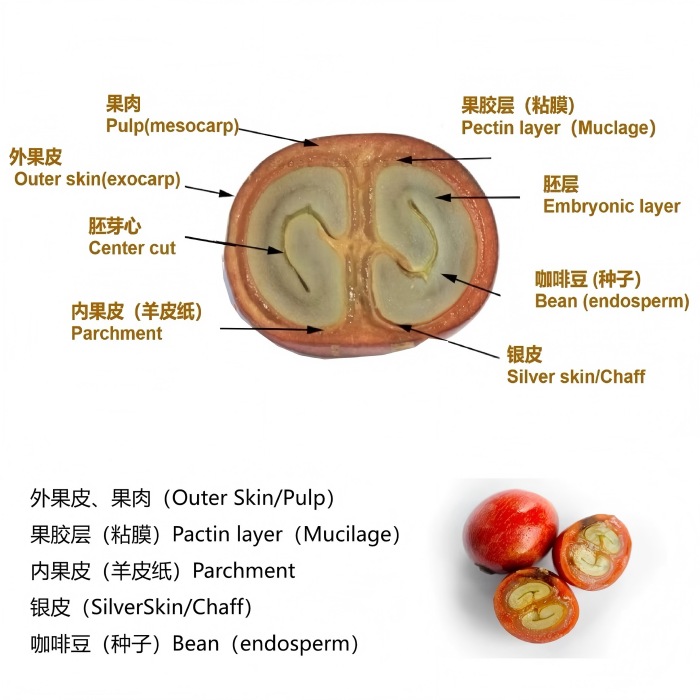 果肉
Pulp(mesocarp)
果胶层（粘膜）
Pectin layer（Muclage）
外果皮
Outer skin(exocarp)
胚层
Embryonic layer
胚芽心
Center cut
咖啡豆 (种子)
Bean (endosperm)
内果皮（羊皮纸）
Parchment
银皮
Silver skin/Chaff
外果皮、果肉（Outer Skin/Pulp）
果胶层（粘膜）Pactin layer（Mucilage）
内果皮（羊皮纸）Parchment
银皮（SilverSkin/Chaff）
咖啡豆（种子）Bean（endosperm）